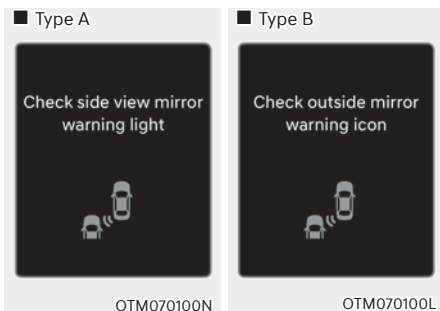 ■ Type A
Check side view mirror
warning light
OTM070100N
■ Type B
Check outside mirror
warning icon
OTM070100L